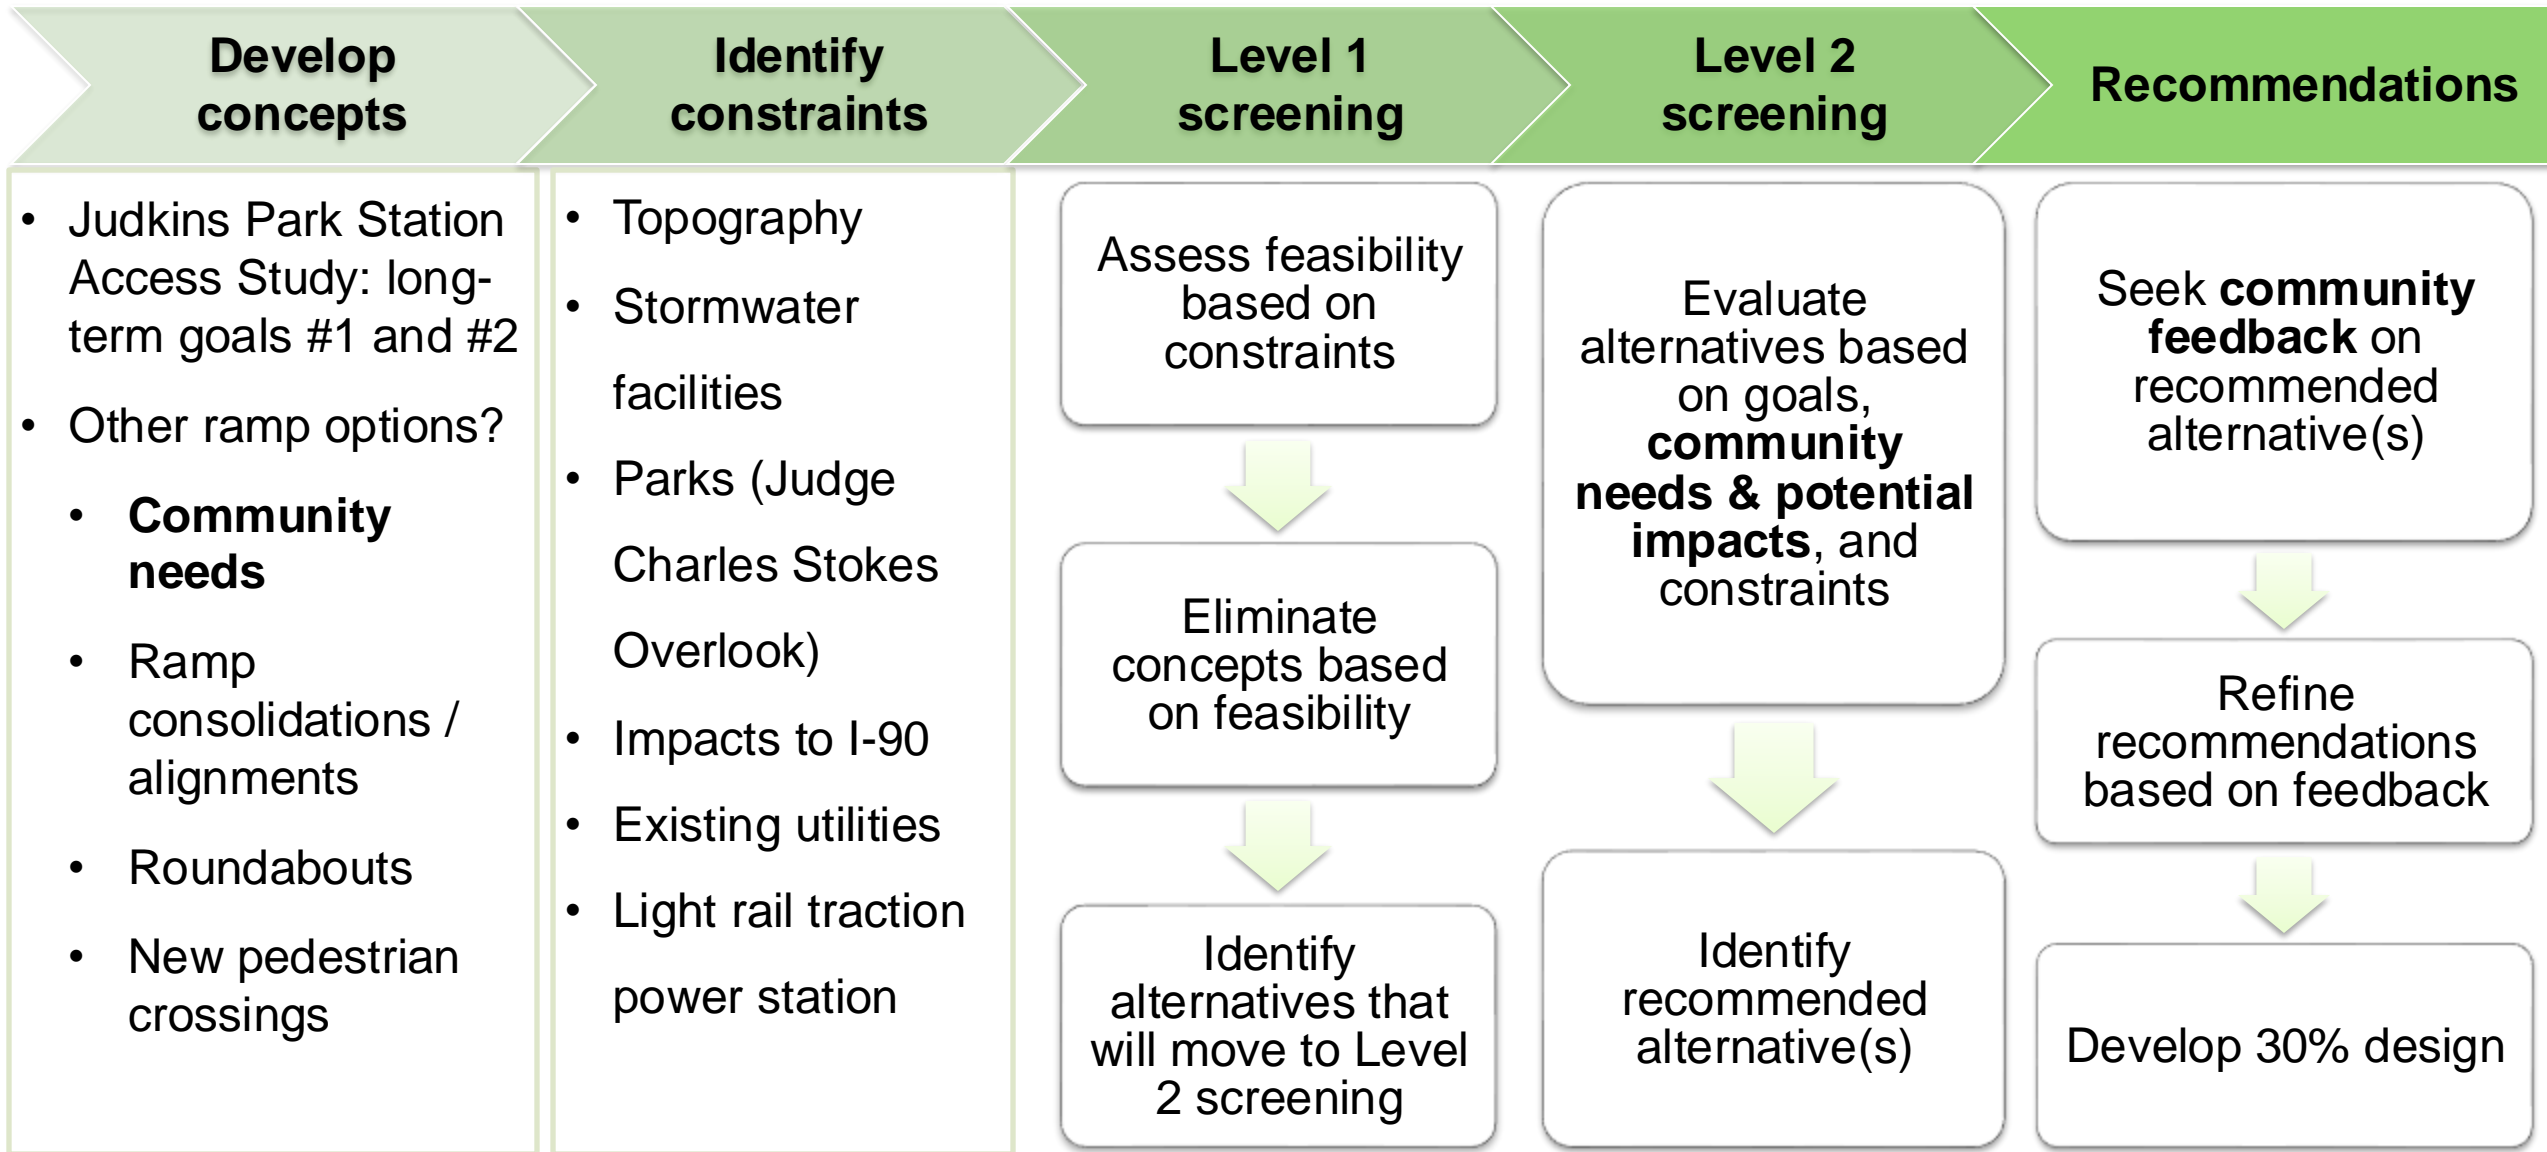 Develop
concepts
Identify
constraints
Level 1
screening
Level 2
screening
Recommendations
• Judkins Park Station
Access Study: long-
term goals #1 and #2
• Other ramp options?
• Community
needs
• Ramp
consolidations /
alignments
• Roundabouts
• New pedestrian
crossings
• Topography
• Stormwater
facilities
• Parks (Judge
Charles Stokes
Overlook)
• Impacts to I-90
• Existing utilities
• Light rail traction
power station
Assess feasibility
based on
constraints
Eliminate
concepts based
on feasibility
Identify
alternatives that
will move to Level
2 screening
Evaluate
alternatives based
on goals,
community
needs & potential
impacts, and
constraints
Identify
recommended
alternative(s)
Seek community
feedback on
recommended
alternative(s)
Refine
recommendations
based on feedback
Develop 30% design